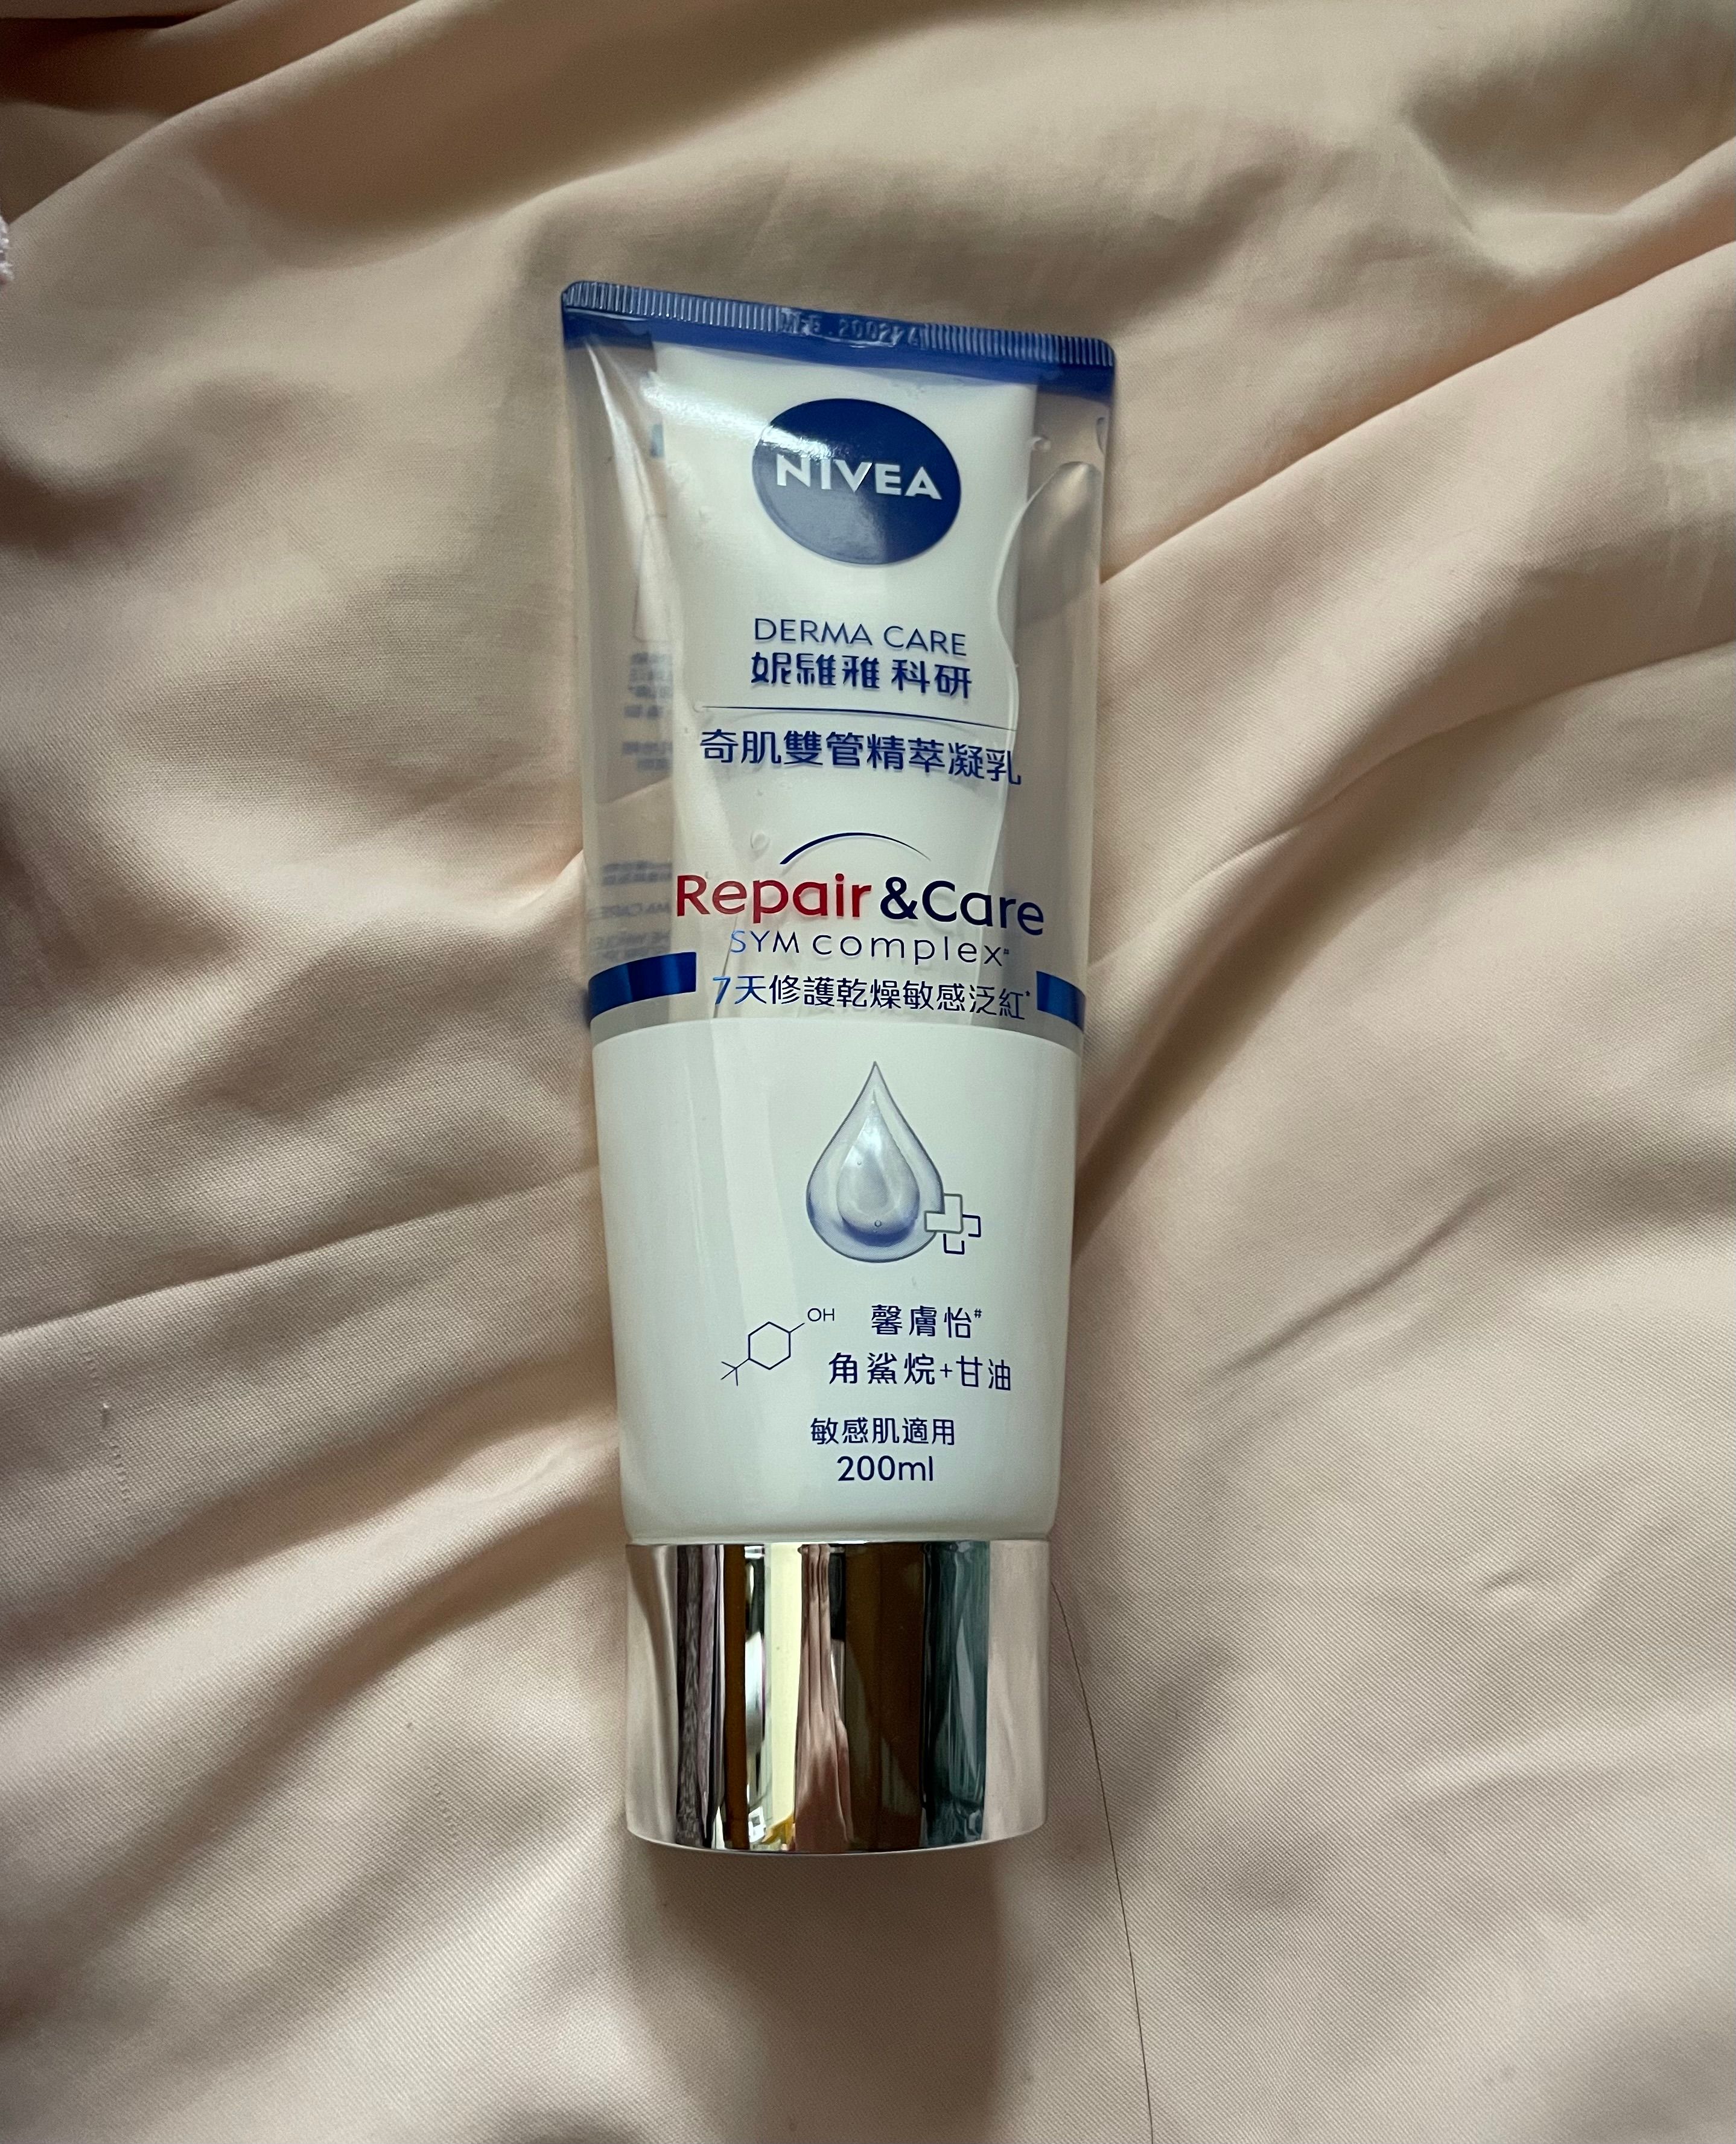 NIVEA
DERMA CARE
妮維雅 科研
奇肌雙管精萃凝乳
Repair&Care
SYM complex#
7天修護乾燥敏感泛紅*
OH
馨膚怡#
角鯊烷+甘油
敏感肌適用
200ml